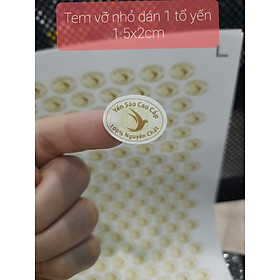 Tem vỡ nhỏ dán 1 tổ yến
1.5x2cm
Yến Sào Cao Cấp
100% Nguyên Chất